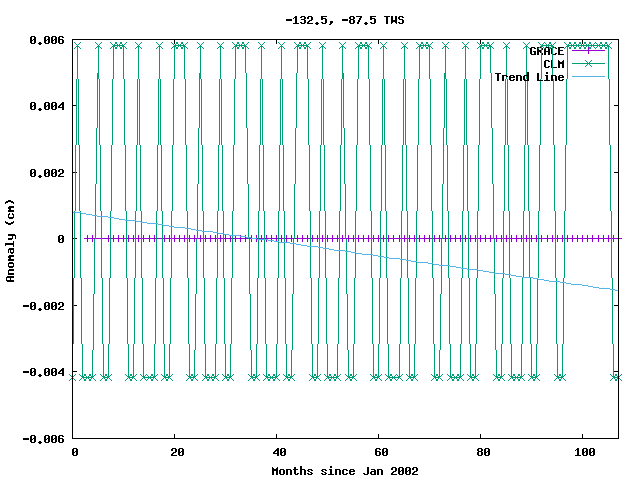 -132.5, -87.5 TWS
GRACE
CLM
Trend Line
0.006
0.004
0.002
0
-0.002
-0.004
-0.006
Anomaly (cm)
0 20 40 60 80 100
Months since Jan 2002